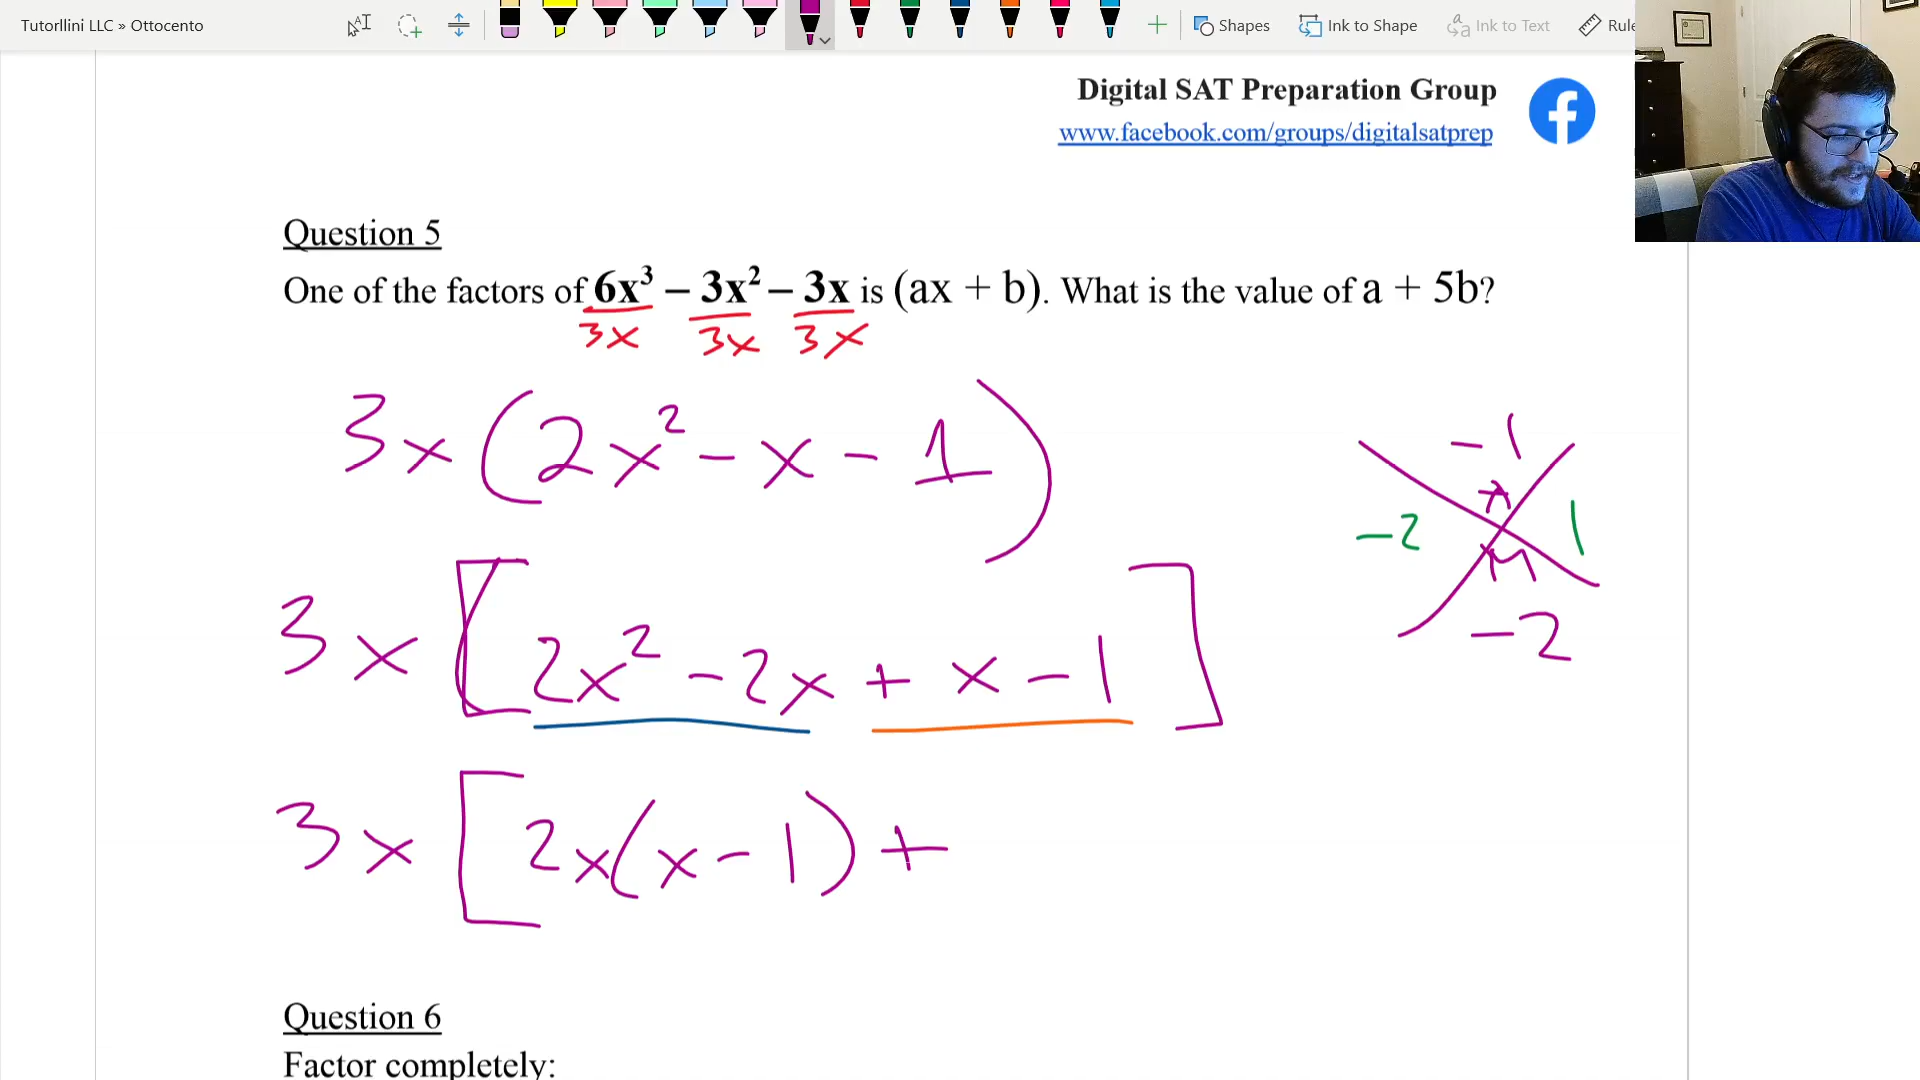 Tutorllini LLC » Ottocento
Shapes
Ink to Shape
Ink to Text
Rule
Digital SAT Preparation Group
www.facebook.com/groups/digitalsatprep
Question 5
One of the factors of 6x³ – 3x² – 3x is (ax + b). What is the value of a + 5b?
3x 3x 3x
3x(2x² - x - 1)
-1
-2 1
-2
3x[2x² - 2x + x - 1]
3x[2x(x - 1) +
Question 6
Factor completely: